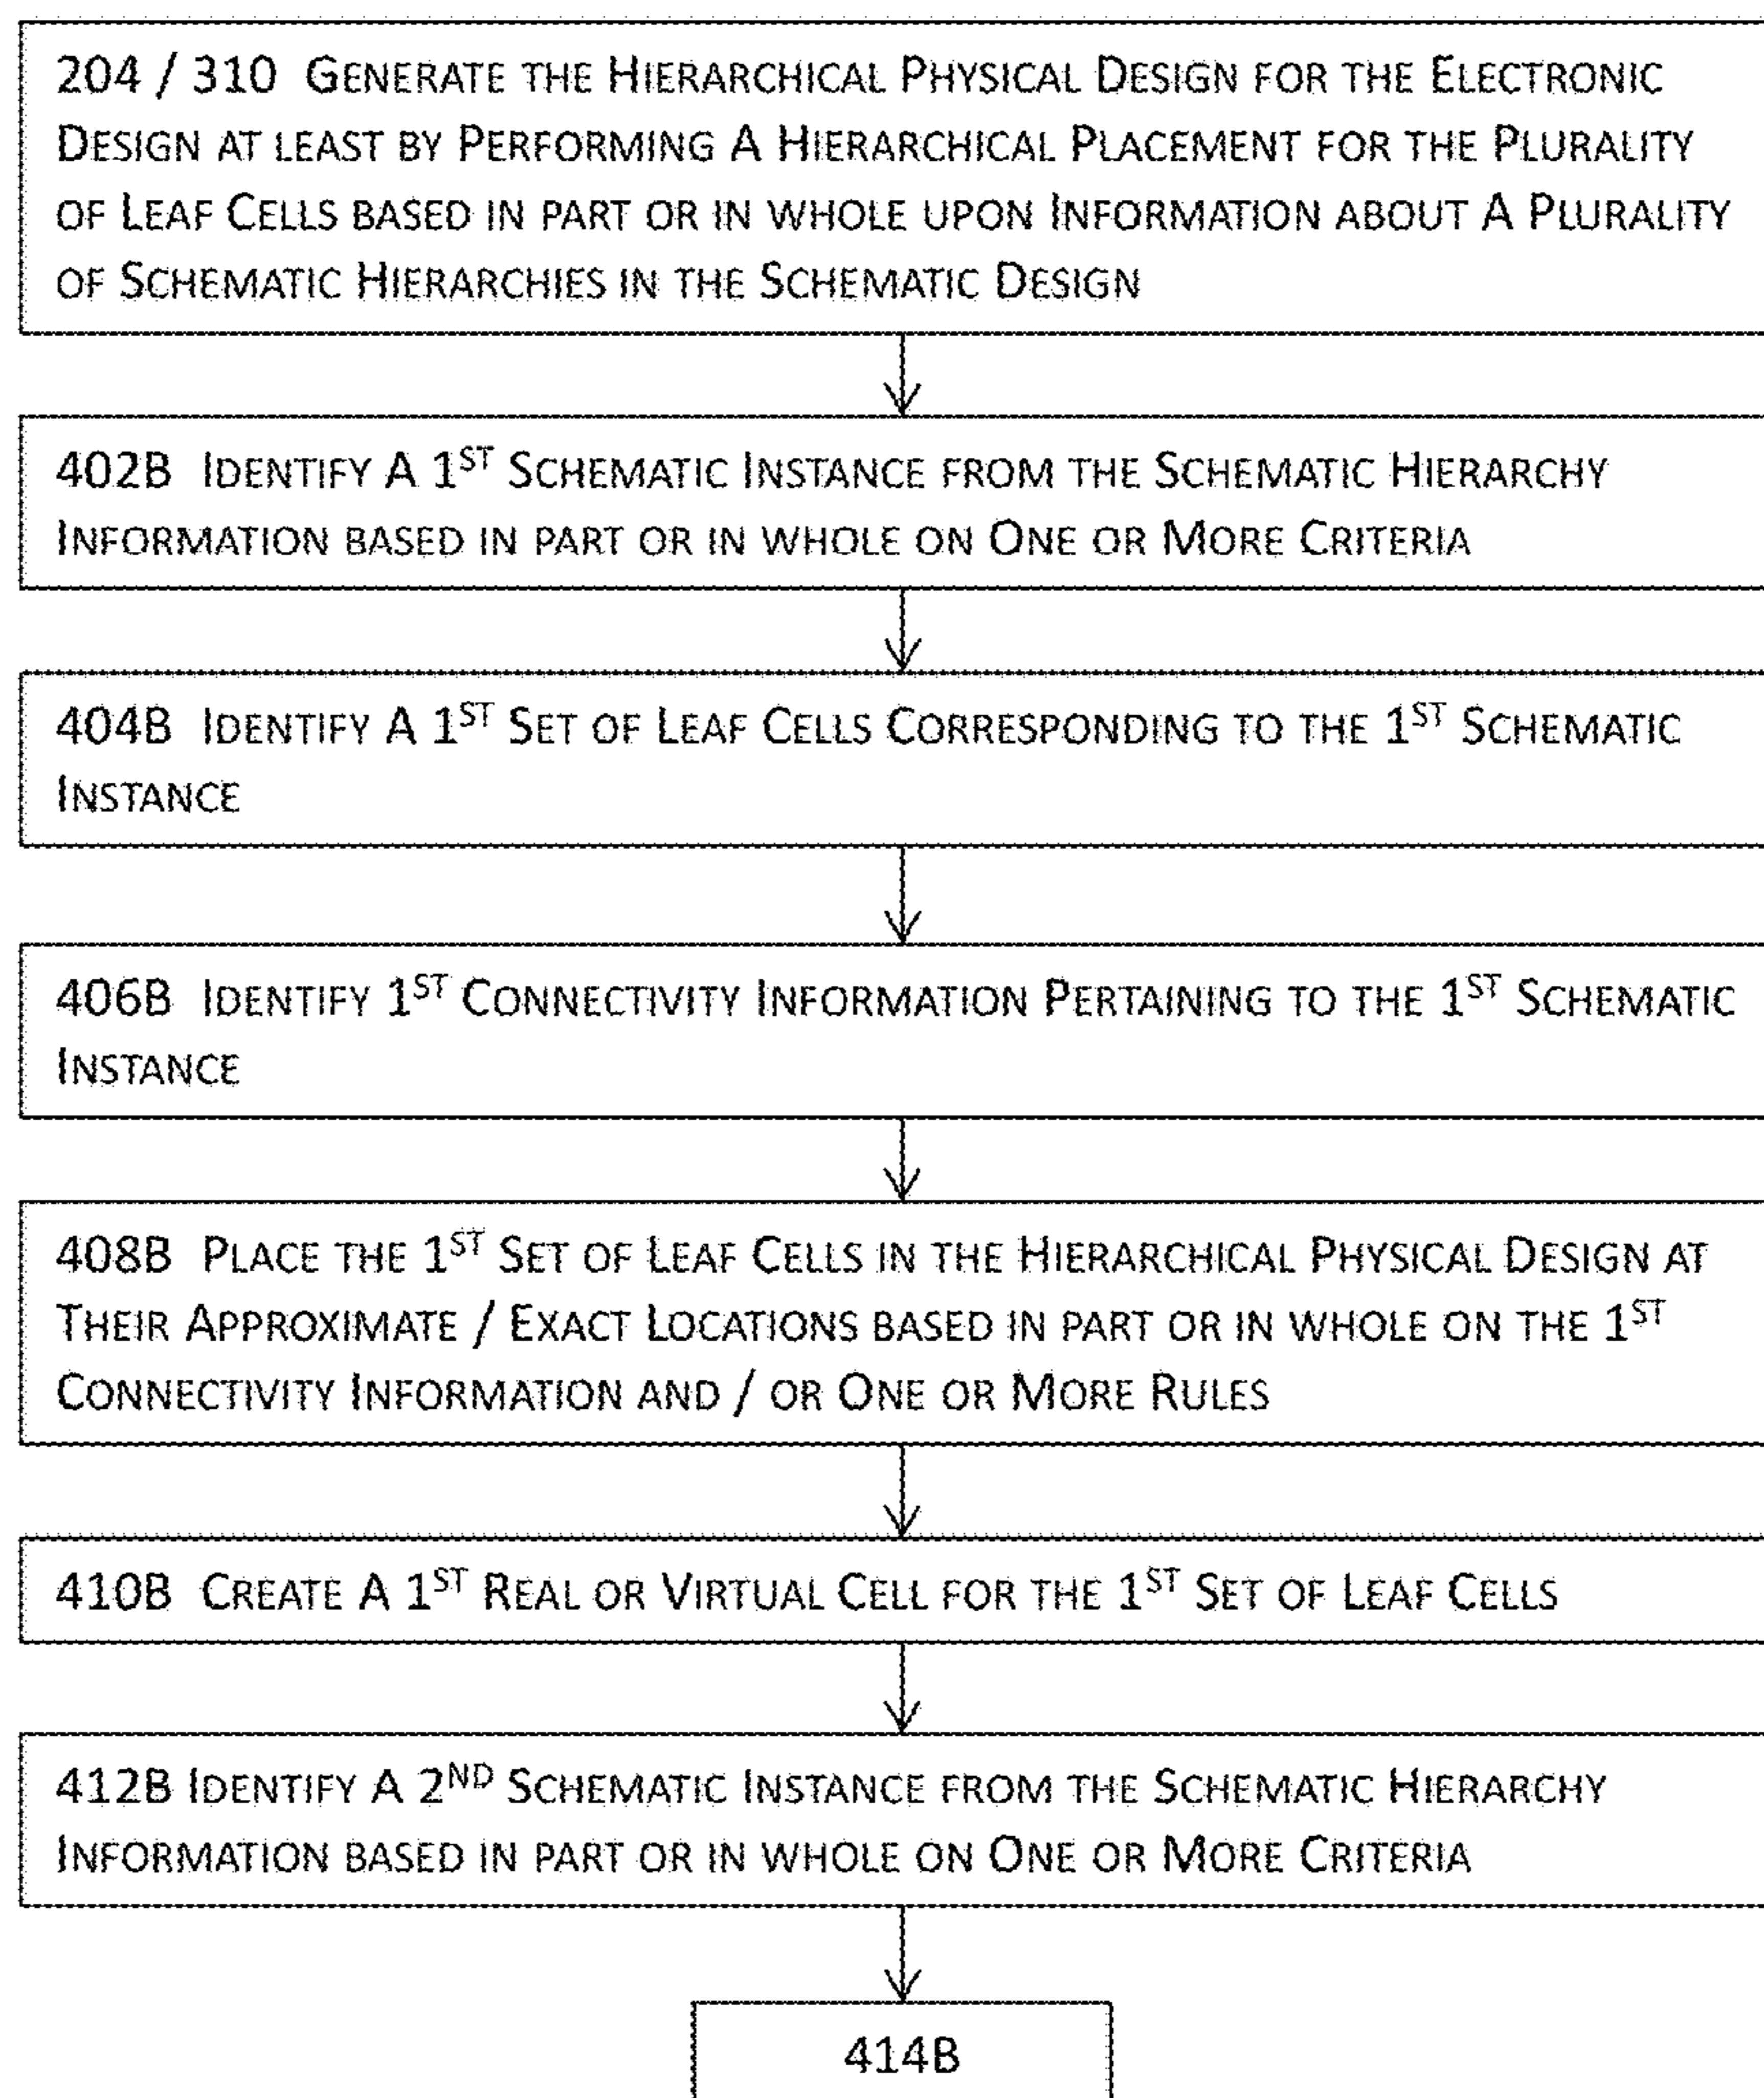 204 / 310 GENERATE THE HIERARCHICAL PHYSICAL DESIGN FOR THE ELECTRONIC
DESIGN AT LEAST BY PERFORMING A HIERARCHICAL PLACEMENT FOR THE PLURALITY
OF LEAF CELLS BASED IN PART OR IN WHOLE UPON INFORMATION ABOUT A PLURALITY
OF SCHEMATIC HIERARCHIES IN THE SCHEMATIC DESIGN
402B IDENTIFY A 1ST SCHEMATIC INSTANCE FROM THE SCHEMATIC HIERARCHY
INFORMATION BASED IN PART OR IN WHOLE ON ONE OR MORE CRITERIA
404B IDENTIFY A 1ST SET OF LEAF CELLS CORRESPONDING TO THE 1ST SCHEMATIC
INSTANCE
406B IDENTIFY 1ST CONNECTIVITY INFORMATION PERTAINING TO THE 1ST SCHEMATIC
INSTANCE
408B PLACE THE 1ST SET OF LEAF CELLS IN THE HIERARCHICAL PHYSICAL DESIGN AT
THEIR APPROXIMATE / EXACT LOCATIONS BASED IN PART OR IN WHOLE ON THE 1ST
CONNECTIVITY INFORMATION AND / OR ONE OR MORE RULES
410B CREATE A 1ST REAL OR VIRTUAL CELL FOR THE 1ST SET OF LEAF CELLS
412B IDENTIFY A 2ND SCHEMATIC INSTANCE FROM THE SCHEMATIC HIERARCHY
INFORMATION BASED IN PART OR IN WHOLE ON ONE OR MORE CRITERIA
414B